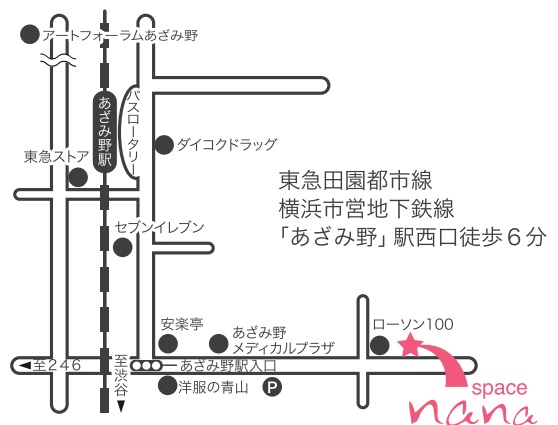 アートフォーラムあざみ野
バスロータリー
あざみ野駅
ダイコクドラッグ
東急ストア
東急田園都市線
横浜市営地下鉄線
「あざみ野」駅西口徒歩6分
セブンイレブン
安楽亭
あざみ野
メディカルプラザ
ローソン100
至246
至渋谷
あざみ野駅入口
洋服の青山
P
space
nana